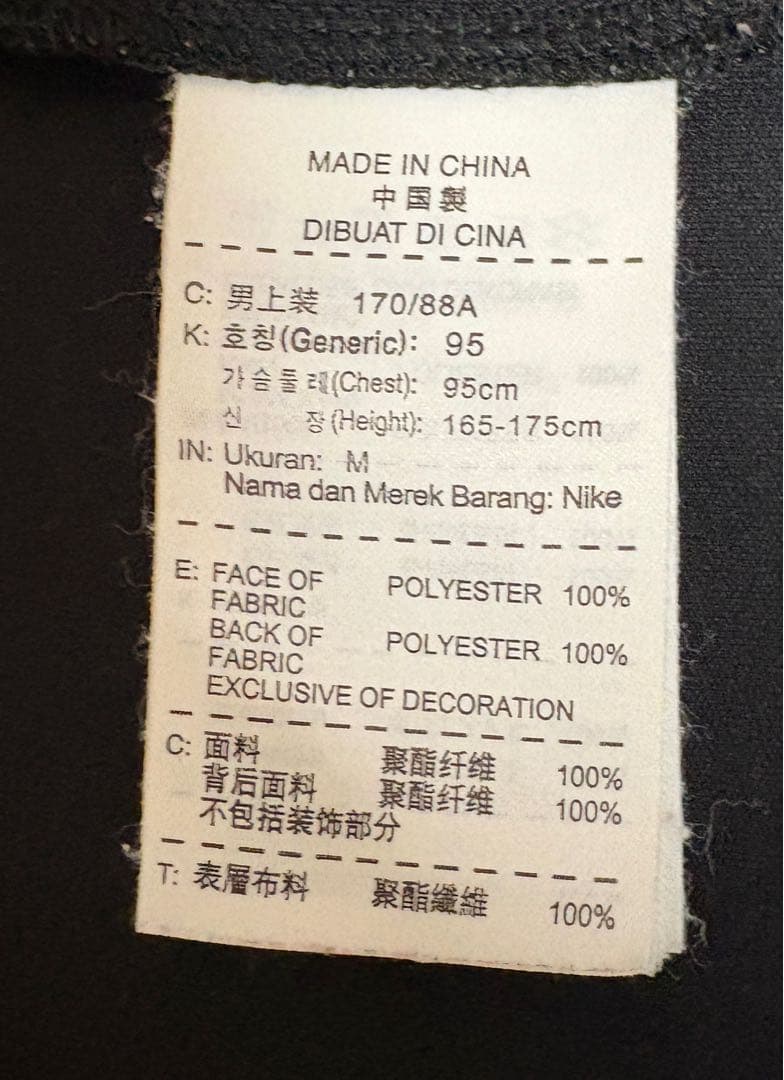 MADE IN CHINA
中国製
DIBUAT DI CINA
C: 男上装 170/88A
K: 호칭(Generic): 95
가슴둘레(Chest): 95cm
신 장(Height): 165-175cm
IN: Ukuran: M
Nama dan Merek Barang: Nike
E: FACE OF FABRIC POLYESTER 100%
BACK OF FABRIC POLYESTER 100%
EXCLUSIVE OF DECORATION
C: 面料 聚酯纤维 100%
背后面料 聚酯纤维 100%
不包括装饰部分
T: 表層布料 聚酯纖維 100%